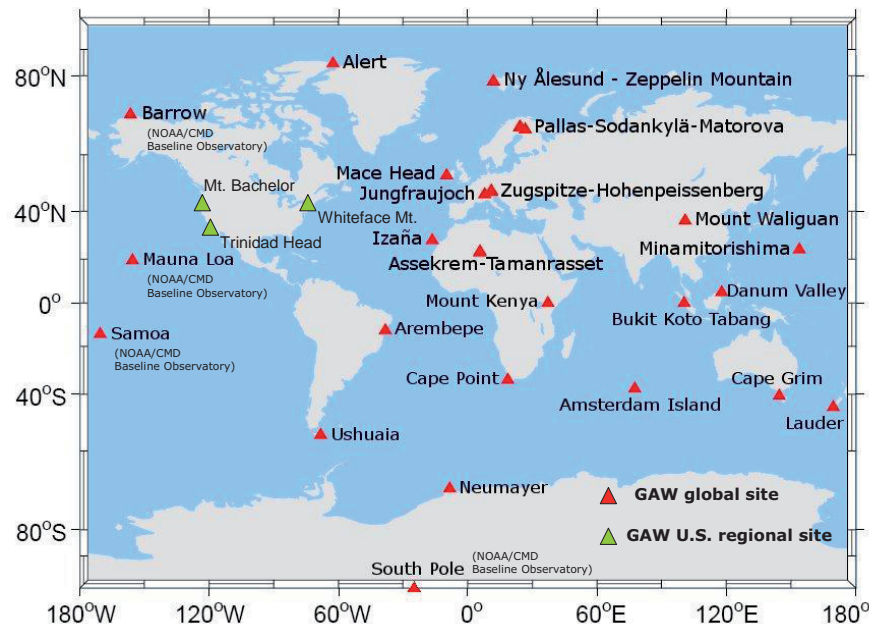 80°N
Alert
Ny Ålesund - Zeppelin Mountain
Barrow
(NOAA/CMD
Baseline Observatory)
Pallas-Sodankylä-Matorova
Mace Head
Mt. Bachelor
Jungfraujoch
Zugspitze-Hohenpeissenberg
40°N
Whiteface Mt.
Mount Waliguan
Trinidad Head
Izaña
Minamitorishima
Mauna Loa
(NOAA/CMD
Baseline Observatory)
Assekrem-Tamanrasset
Danum Valley
0°
Mount Kenya
Bukit Koto Tabang
Samoa
(NOAA/CMD
Baseline Observatory)
Arembepe
Cape Point
Cape Grim
40°S
Amsterdam Island
Lauder
Ushuaia
Neumayer
GAW global site
80°S
GAW U.S. regional site
South Pole
(NOAA/CMD
Baseline Observatory)
180°W
120°W
60°W
0°
60°E
120°E
180°E